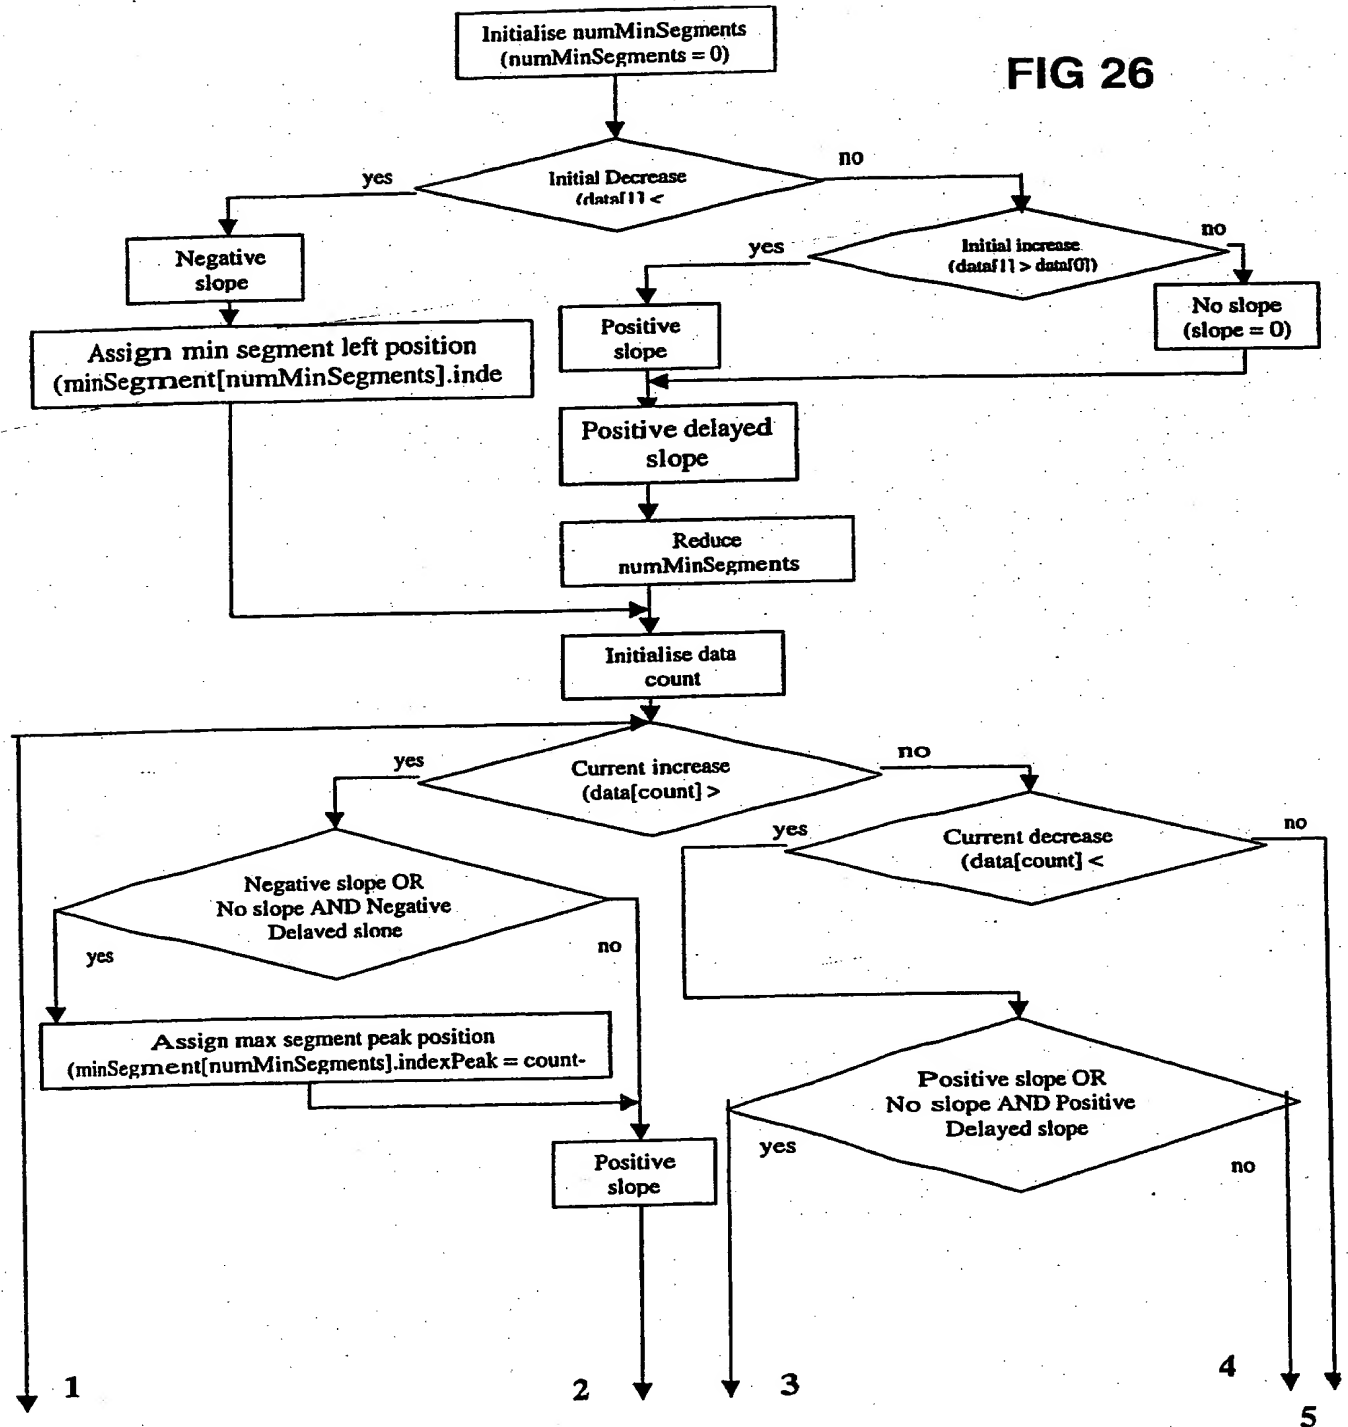 Initialise numMinSegments
(numMinSegments = 0)
FIG 26
yes
Initial Decrease
(data[1] <
no
Negative
slope
yes
Initial increase
(data[1] > data[0])
no
Assign min segment left position
(minSegment[numMinSegments].inde
Positive
slope
No slope
(slope = 0)
Positive delayed
slope
Reduce
numMinSegments
Initialise data
count
yes
Current increase
(data[count] >
no
yes
Current decrease
(data[count] <
no
Negative slope OR
No slope AND Negative
Delayed slope
yes
no
Assign max segment peak position
(minSegment[numMinSegments].indexPeak = count-
Positive slope OR
No slope AND Positive
Delayed slope
yes
no
Positive
slope
1
2
3
4
5